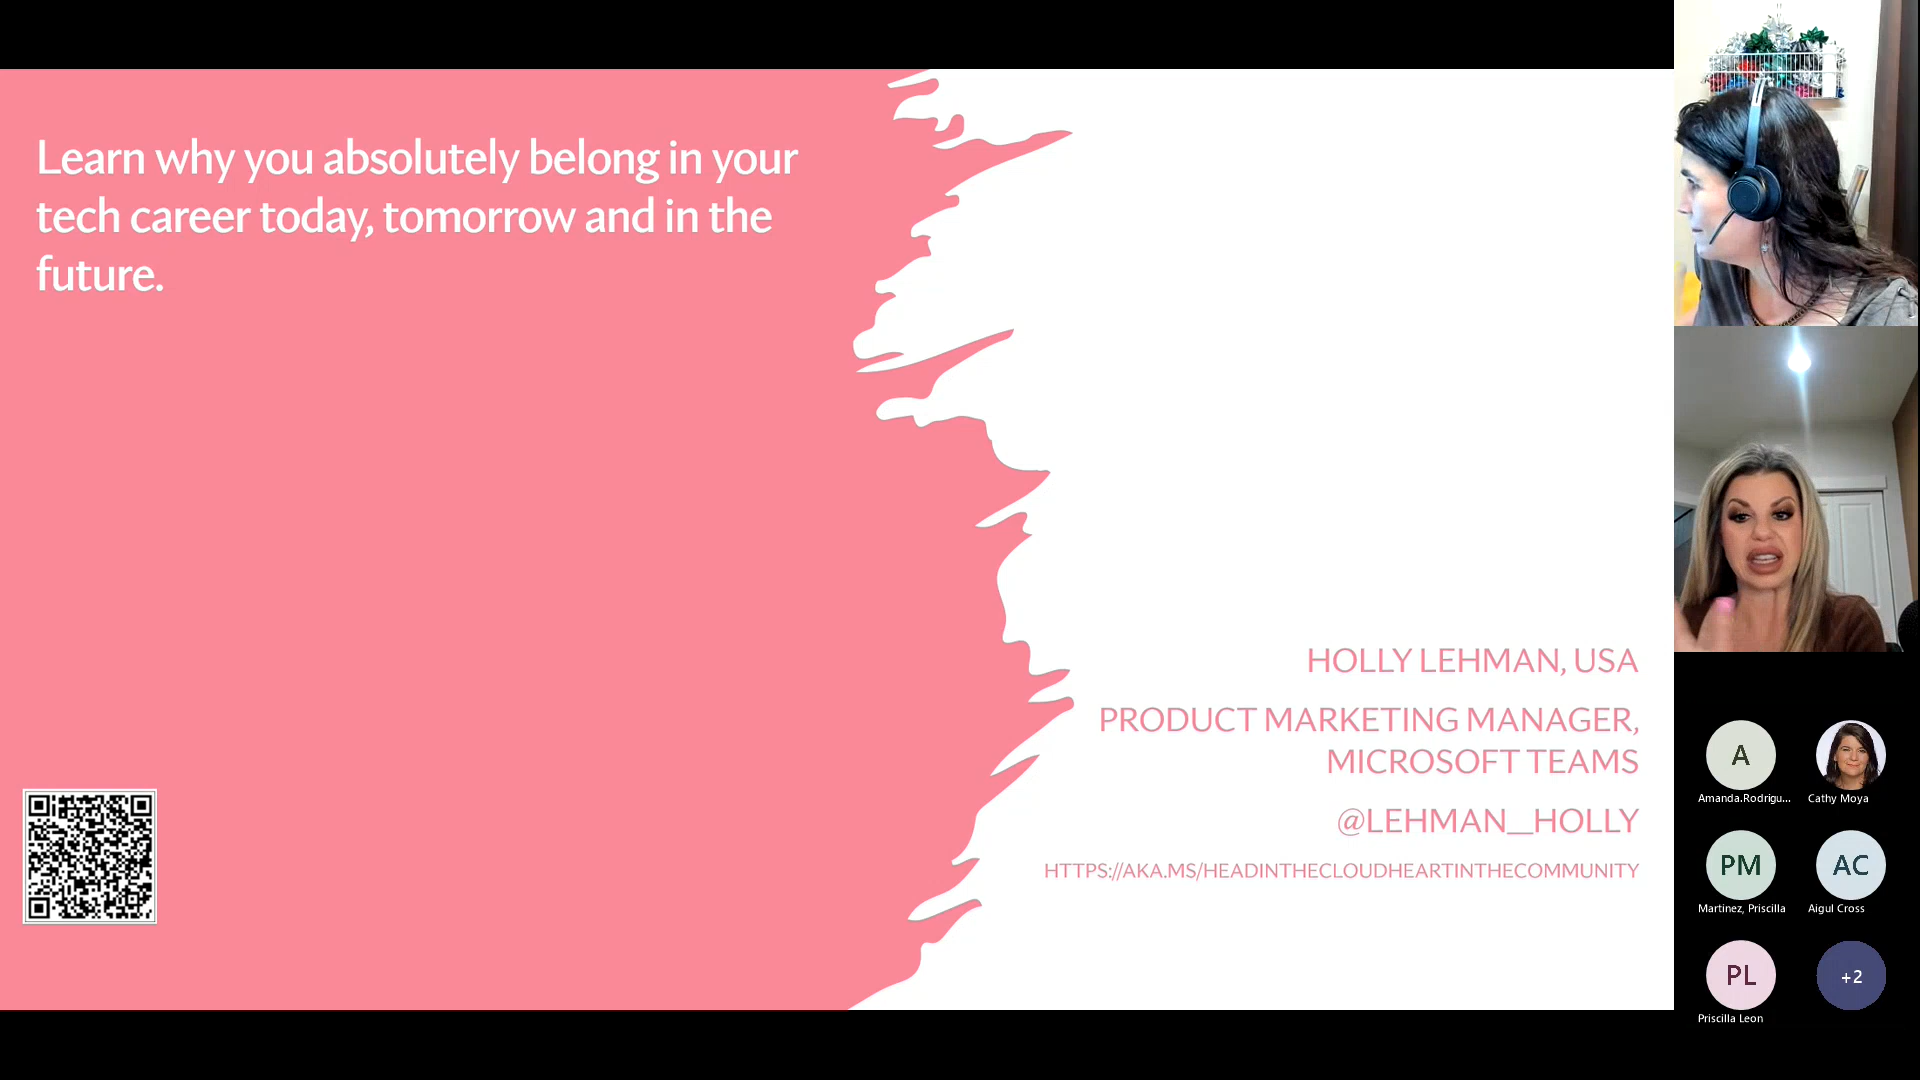 Learn why you absolutely belong in your
tech career today, tomorrow and in the
future.
HOLLY LEHMAN, USA
PRODUCT MARKETING MANAGER,
MICROSOFT TEAMS
@LEHMAN__HOLLY
HTTPS://AKA.MS/HEADINTHECLOUDHEARTINTHECOMMUNITY
A
Amanda.Rodrigu...
Cathy Moya
PM
Martinez, Priscilla
AC
Aigul Cross
PL
Priscilla Leon
+2